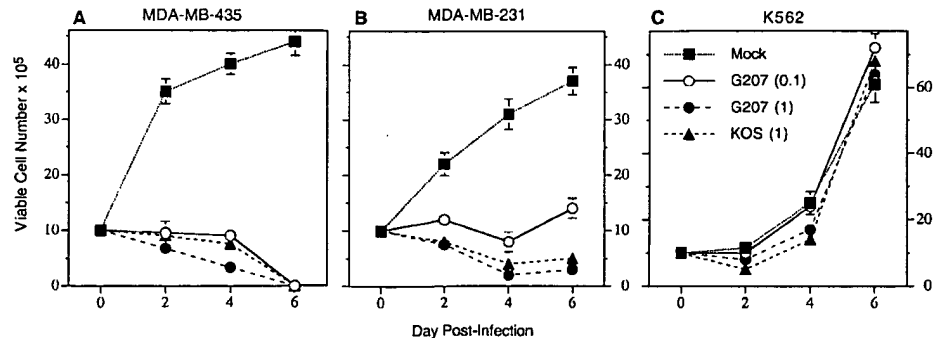 A MDA-MB-435
B MDA-MB-231
C K562
Viable Cell Number x 10⁵
40
30
20
10
0
0 2 4 6
40
30
20
10
0
0 2 4 6
Mock
G207 (0.1)
G207 (1)
KOS (1)
60
40
20
0
0 2 4 6
Day Post-Infection